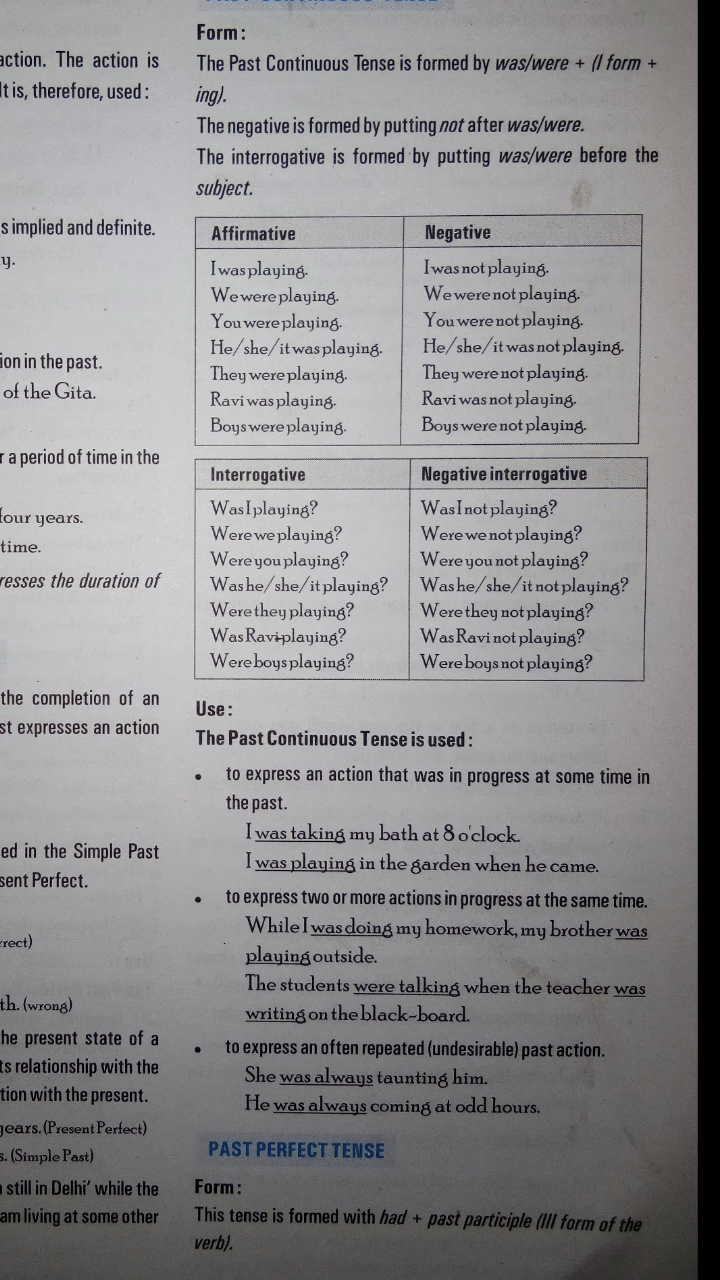 action. The action is
It is, therefore, used :
s implied and definite.
y.
ion in the past.
of the Gita.
r a period of time in the
four years.
time.
resses the duration of
the completion of an
st expresses an action
ed in the Simple Past
sent Perfect.
rrect)
th. (wrong)
he present state of a
ts relationship with the
tion with the present.
years. (Present Perfect)
s. (Simple Past)
still in Delhi' while the
am living at some other
PAST CONTINUOUS TENSE
Form :
The Past Continuous Tense is formed by was/were + (I form +
ing).
The negative is formed by putting not after was/were.
The interrogative is formed by putting was/were before the
subject.
Affirmative Negative
I was playing. I was not playing.
We were playing. We were not playing.
You were playing. You were not playing.
He/she/it was playing. He/she/it was not playing.
They were playing. They were not playing.
Ravi was playing. Ravi was not playing.
Boys were playing. Boys were not playing.
Interrogative Negative interrogative
Was I playing? Was I not playing?
Were we playing? Were we not playing?
Were you playing? Were you not playing?
Was he/she/it playing? Was he/she/it not playing?
Were they playing? Were they not playing?
Was Ravi playing? Was Ravi not playing?
Were boys playing? Were boys not playing?
Use :
The Past Continuous Tense is used :
• to express an action that was in progress at some time in
the past.
I was taking my bath at 8 o'clock.
I was playing in the garden when he came.
• to express two or more actions in progress at the same time.
While I was doing my homework, my brother was
playing outside.
The students were talking when the teacher was
writing on the black-board.
• to express an often repeated (undesirable) past action.
She was always taunting him.
He was always coming at odd hours.
PAST PERFECT TENSE
Form :
This tense is formed with had + past participle (III form of the
verb).